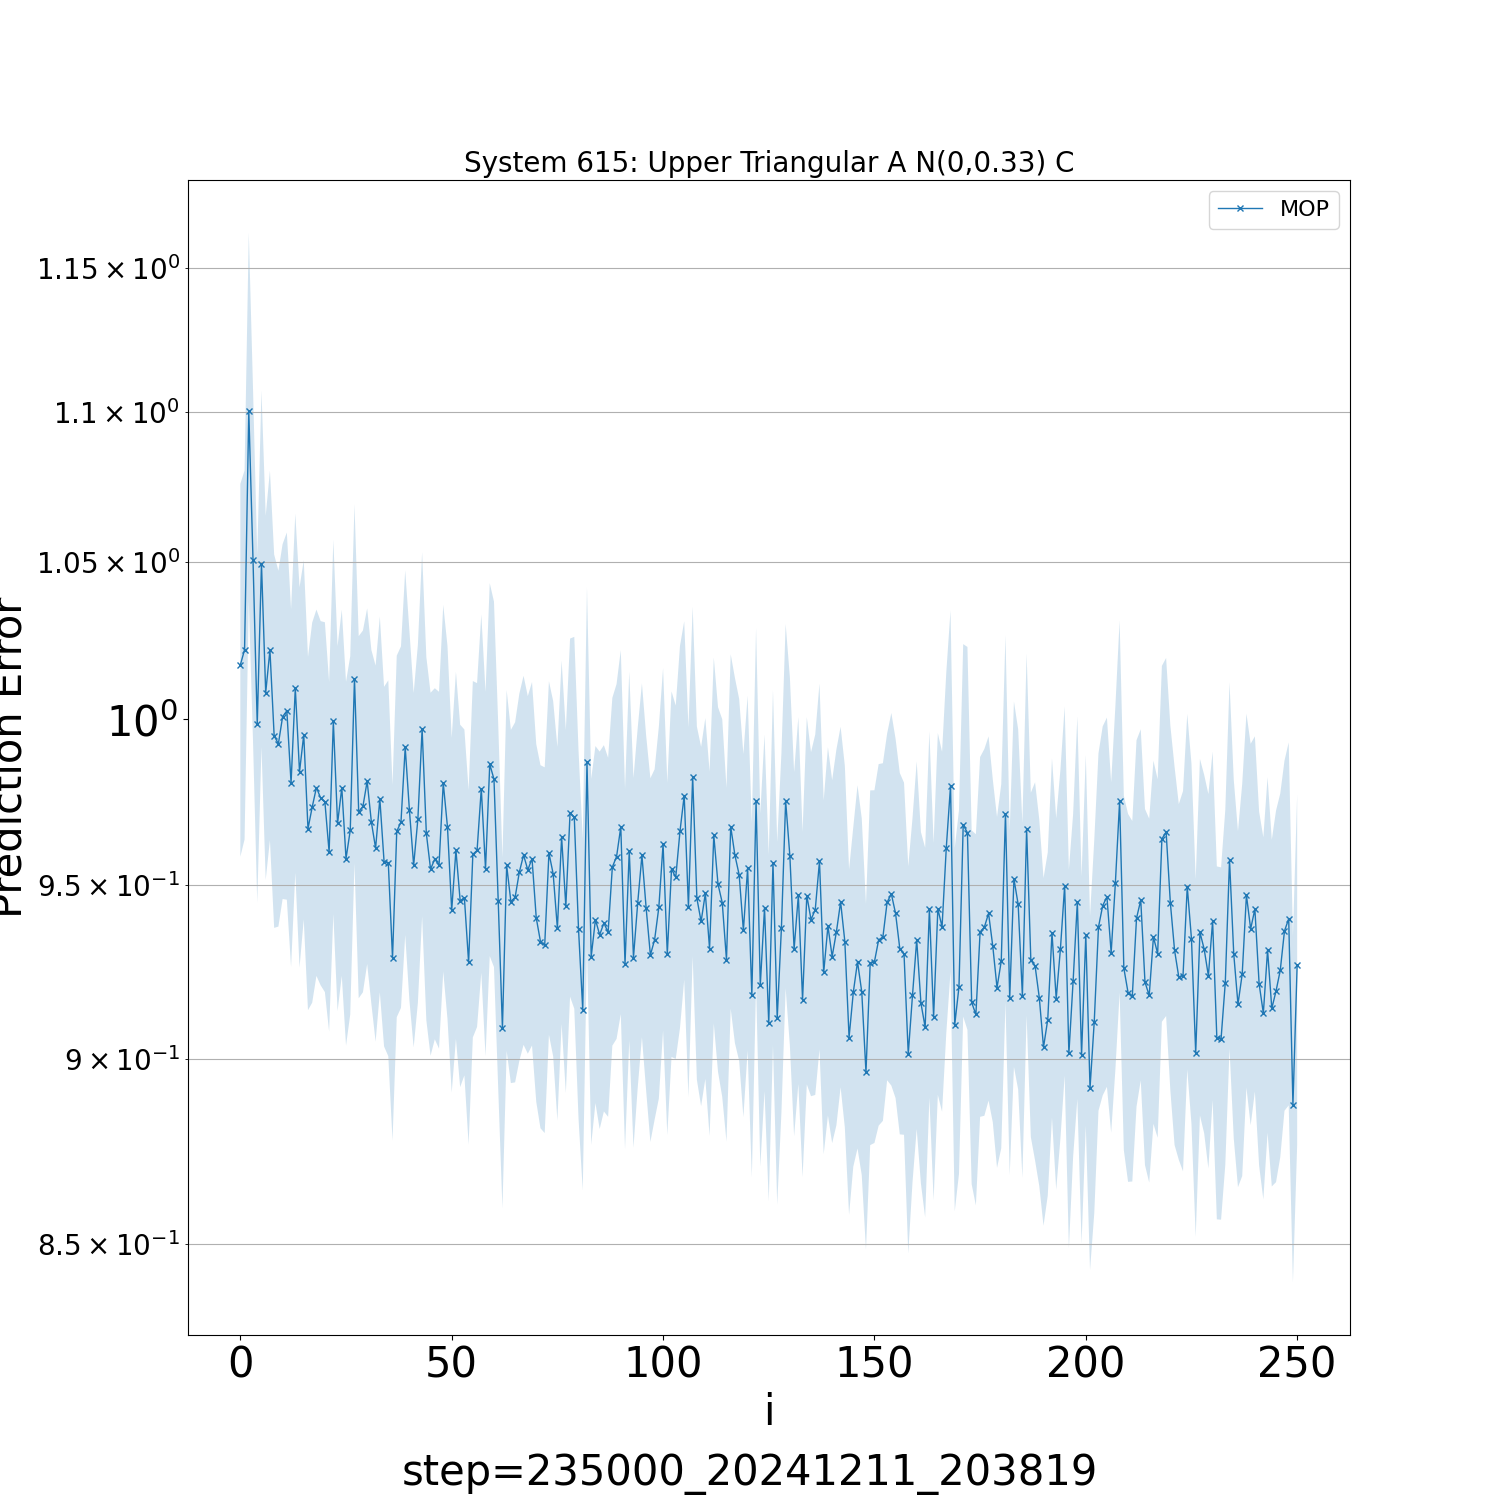 System 615: Upper Triangular A N(0,0.33) C
MOP
1.15 × 10⁰
1.1 × 10⁰
1.05 × 10⁰
10⁰
9.5 × 10⁻¹
9 × 10⁻¹
8.5 × 10⁻¹
Prediction Error
0 50 100 150 200 250
i
step=235000_20241211_203819